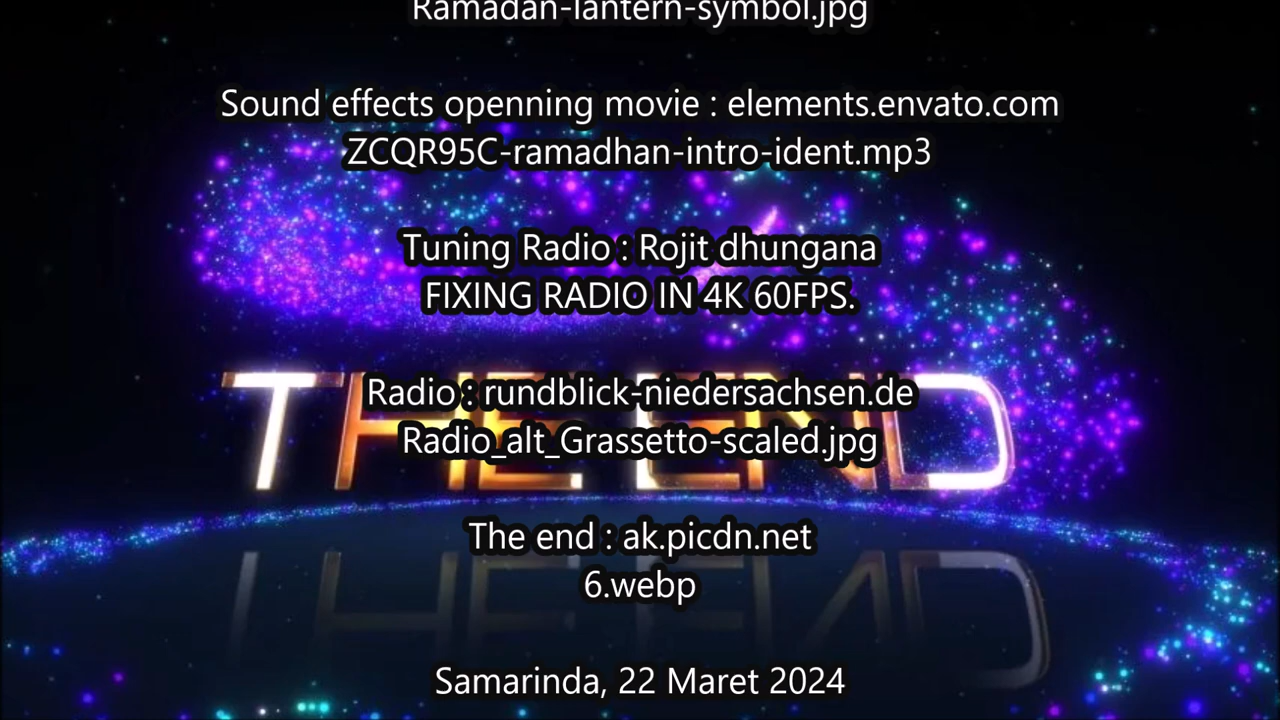 Ramadan-lantern-symbol.jpg
Sound effects openning movie : elements.envato.com
ZCQR95C-ramadhan-intro-ident.mp3
Tuning Radio : Rojit dhungana
FIXING RADIO IN 4K 60FPS.
THE END
Radio : rundblick-niedersachsen.de
Radio_alt_Grassetto-scaled.jpg
The end : ak.picdn.net
6.webp
Samarinda, 22 Maret 2024